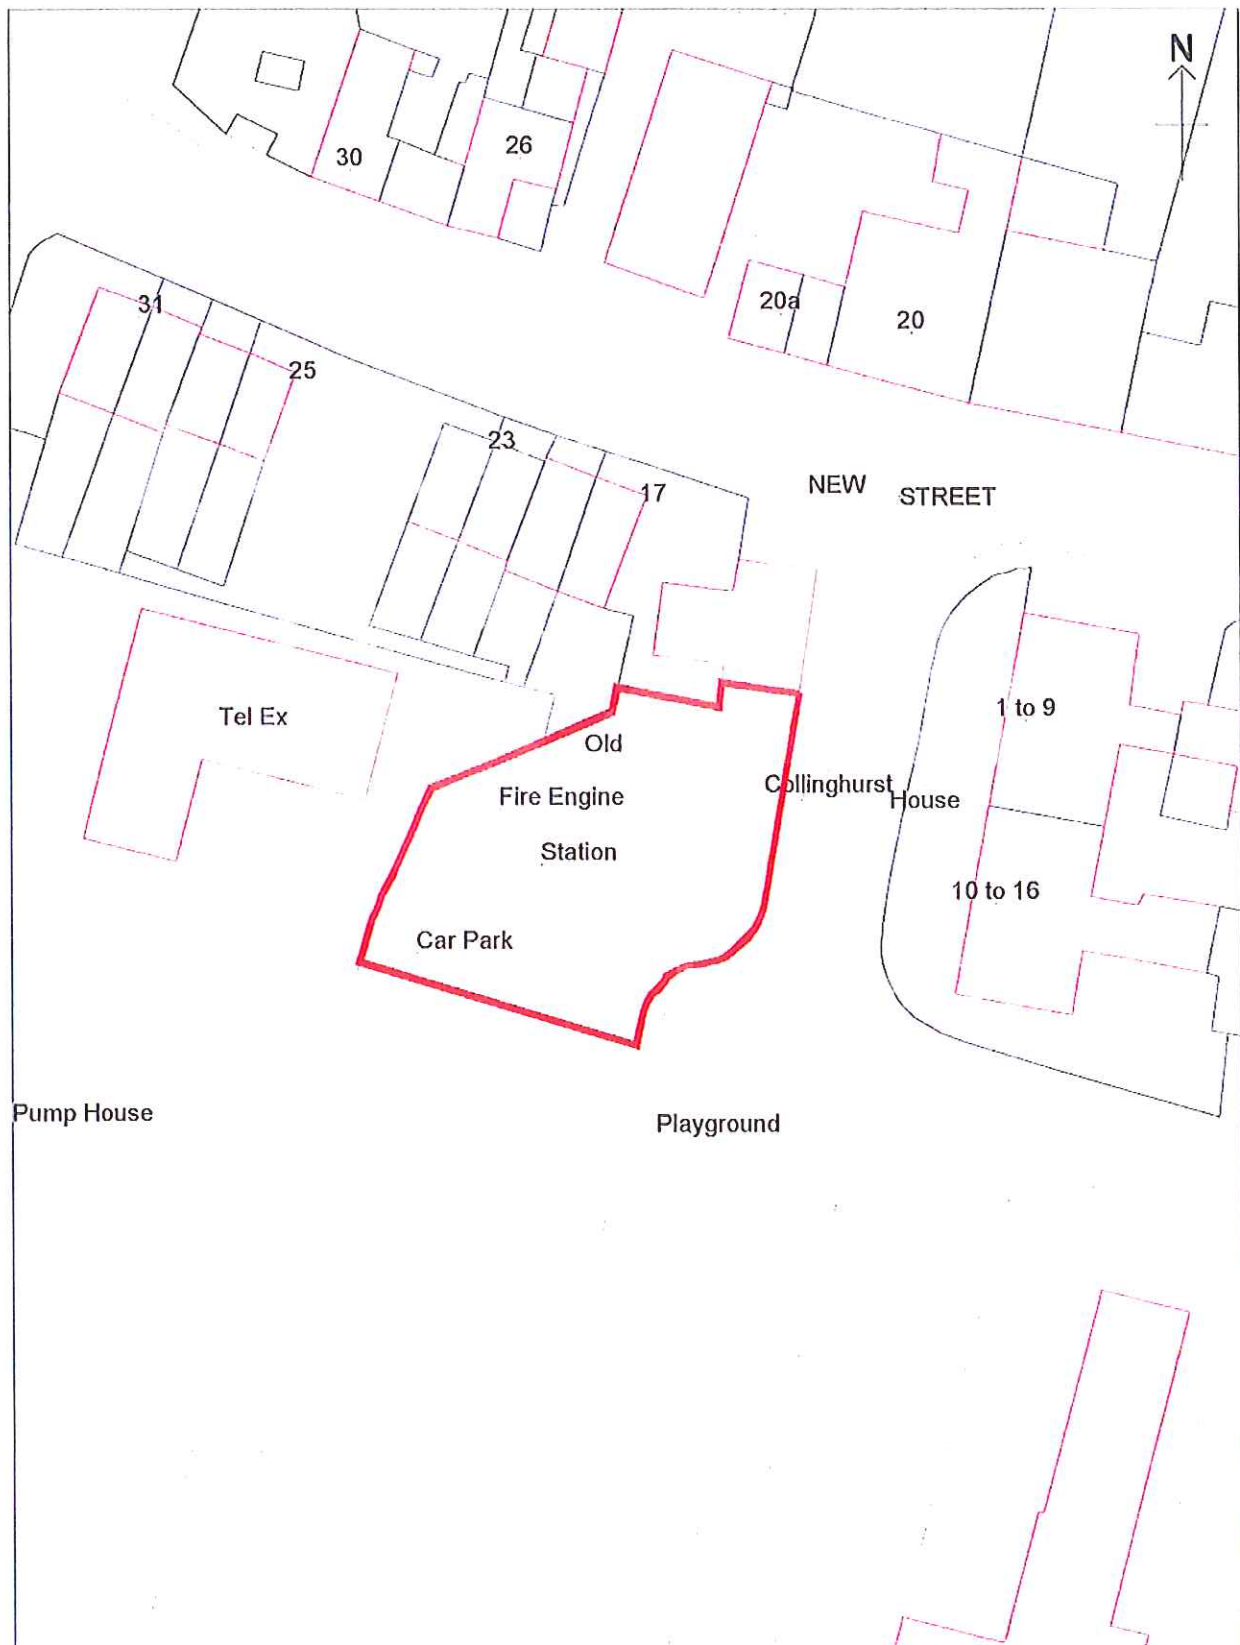 N
30
26
31
20a
20
25
23
17
NEW STREET
Tel Ex
1 to 9
Old
Fire Engine
Station
Collinghurst House
10 to 16
Car Park
Pump House
Playground